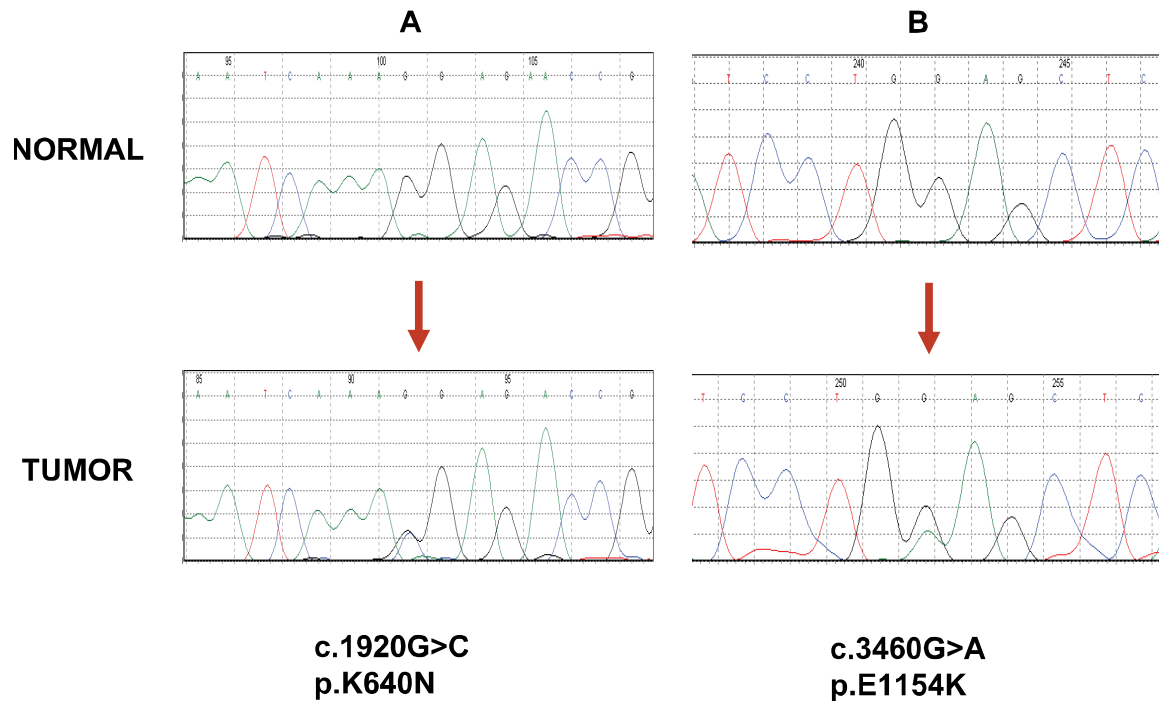 A
B
95 100 105
A A T C A A A G G A G A A C C G
240 245
T C C T G G A G C T C
NORMAL
85 90 95
A A T C A A A G G A G A C C G
250 255
T C C T G G A G C T C
TUMOR
c.1920G>C
p.K640N
c.3460G>A
p.E1154K